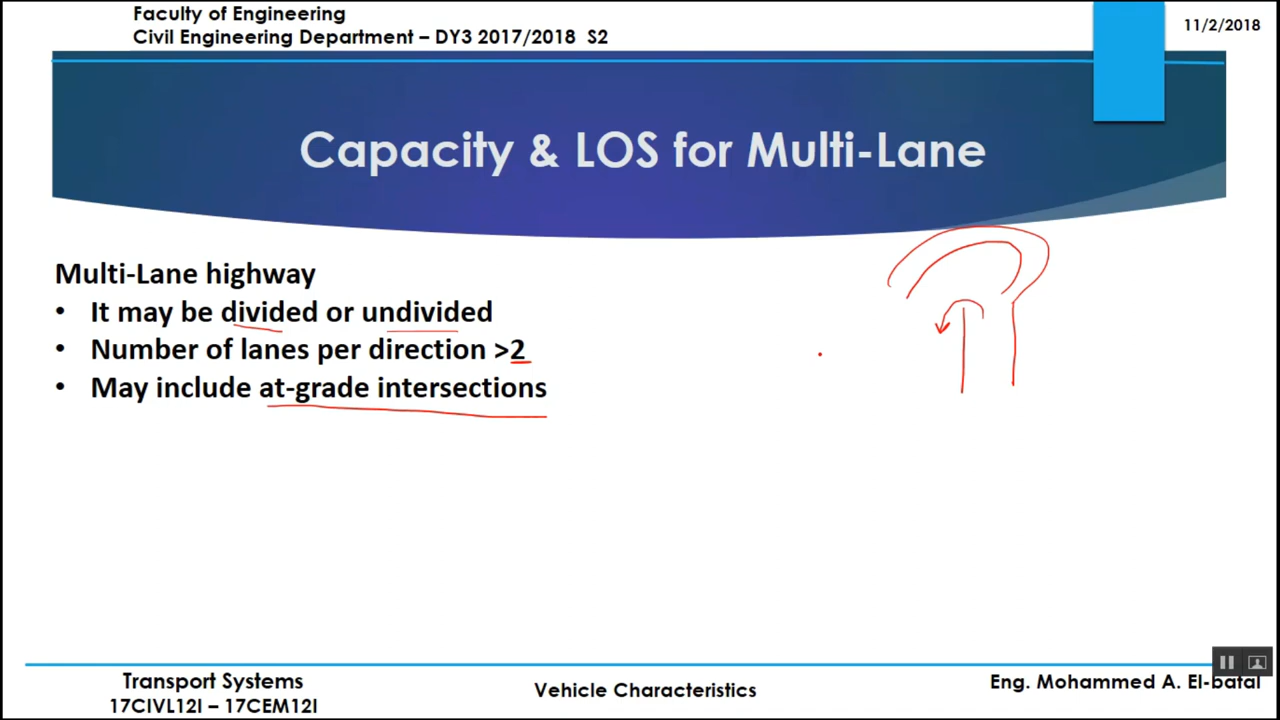 Faculty of Engineering
Civil Engineering Department – DY3 2017/2018 S2
11/2/2018
Capacity & LOS for Multi-Lane
Multi-Lane highway
• It may be divided or undivided
• Number of lanes per direction >2
• May include at-grade intersections
Transport Systems
17CIVL12I – 17CEM12I
Vehicle Characteristics
Eng. Mohammed A. El-batal